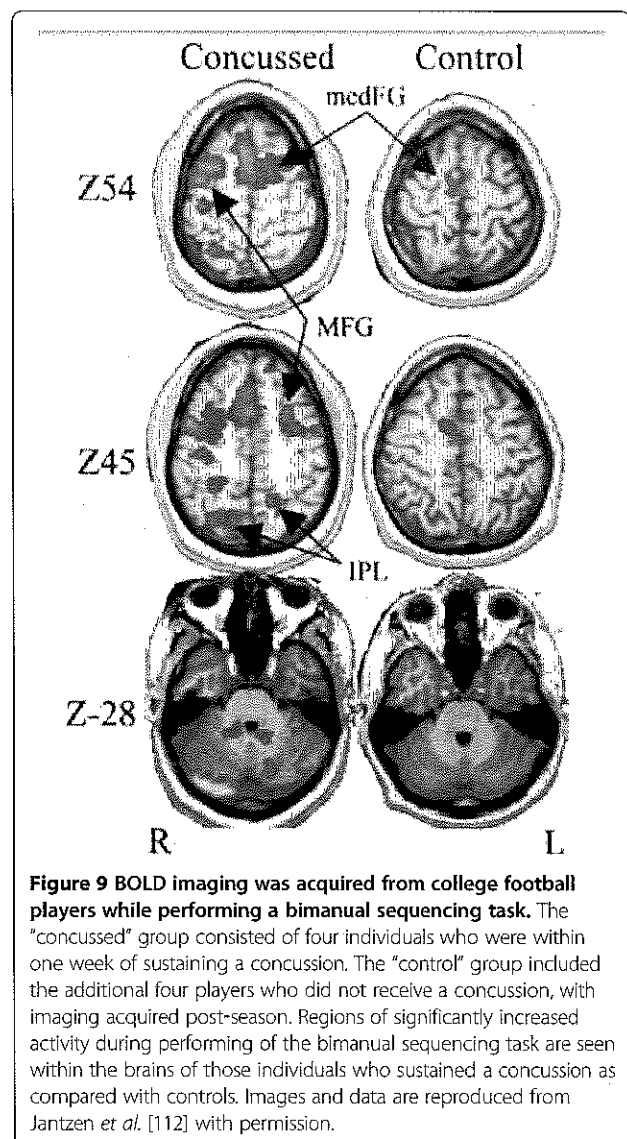 Concussed Control
medFG
Z54
MFG
Z45
IPL
Z-28
R L
Figure 9 BOLD imaging was acquired from college football
players while performing a bimanual sequencing task. The
"concussed" group consisted of four individuals who were within
one week of sustaining a concussion. The "control" group included
the additional four players who did not receive a concussion, with
imaging acquired post-season. Regions of significantly increased
activity during performing of the bimanual sequencing task are seen
within the brains of those individuals who sustained a concussion as
compared with controls. Images and data are reproduced from
Jantzen et al. [112] with permission.